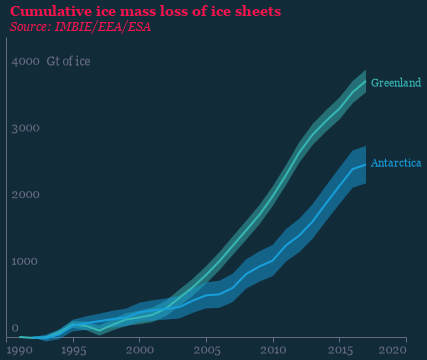 Cumulative ice mass loss of ice sheets
Source: IMBIE/EEA/ESA
4000 Gt of ice
Greenland
3000
Antarctica
2000
1000
0
1990 1995 2000 2005 2010 2015 2020